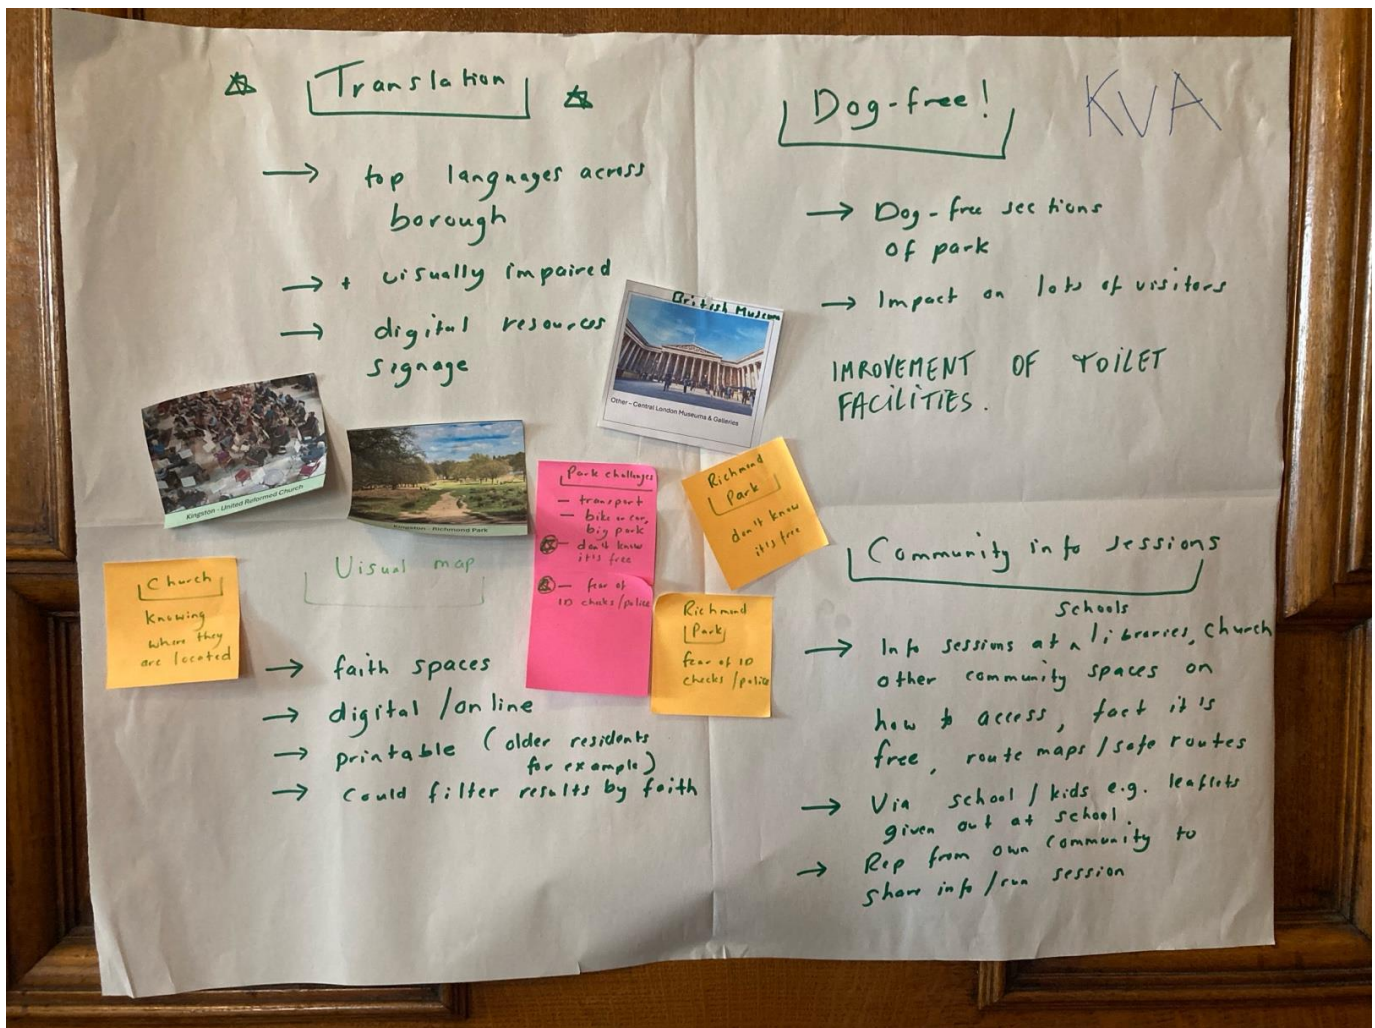 Translation
→ top languages across
borough
→ + visually impaired
→ digital resources
signage
Dog-free!
KVA
→ Dog-free sections
of park
→ Impact on lots of visitors
IMROVEMENT OF TOILET
FACILITIES.
British Museum
Other - Central London Museums & Galleries
Kingston - United Reformed Church
Kingston - Richmond Park
Park challenges
— transport
— bike or car,
big park
— don't know
it's free
— fear of
ID checks/police
Richmond
Park
don't know
it's free
Richmond
Park
fear of ID
checks/police
Church
Knowing
where they
are located
Visual map
→ faith spaces
→ digital/online
→ printable (older residents
for example)
→ could filter results by faith
Community info sessions
schools
→ Info sessions at ^ libraries, church
other community spaces on
how to access, fact it is
free, route maps/safe routes
→ Via school/kids e.g. leaflets
given out at school.
→ Rep from own community to
share info/run session